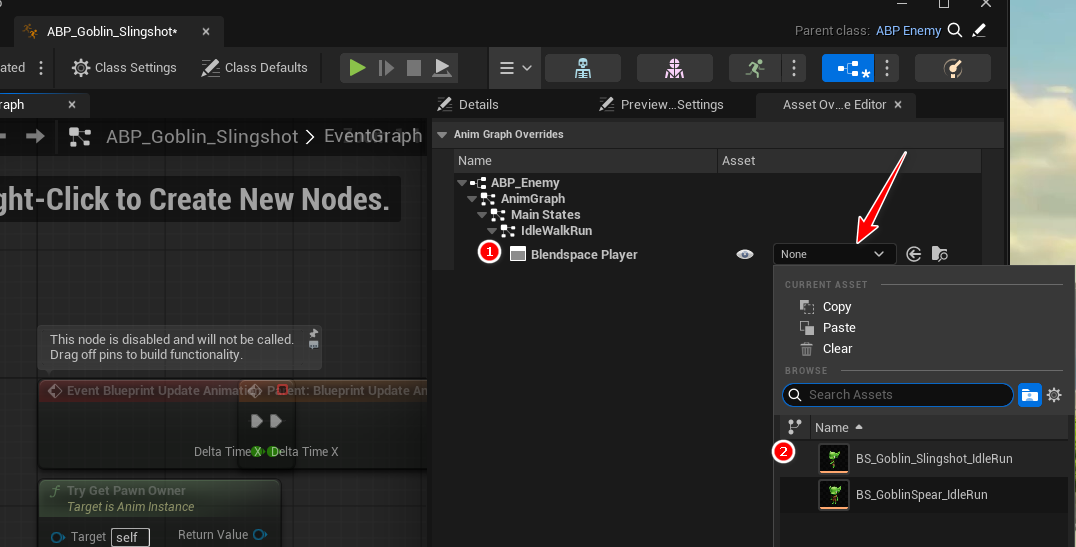 ABP_Goblin_Slingshot*
Parent class: ABP Enemy
ated
Class Settings
Class Defaults
raph
Details
Preview...Settings
Asset Ov...e Editor
ABP_Goblin_Slingshot
EventGraph
ght-Click to Create New Nodes.
Anim Graph Overrides
Name
Asset
ABP_Enemy
AnimGraph
Main States
IdleWalkRun
1
Blendspace Player
None
CURRENT ASSET
Copy
Paste
Clear
BROWSE
Search Assets
Name
2
BS_Goblin_Slingshot_IdleRun
BS_GoblinSpear_IdleRun
This node is disabled and will not be called.
Drag off pins to build functionality.
Event Blueprint Update Animati
Blueprint Update An
Delta Time X
Delta Time X
Try Get Pawn Owner
Target is Anim Instance
Target
self
Return Value